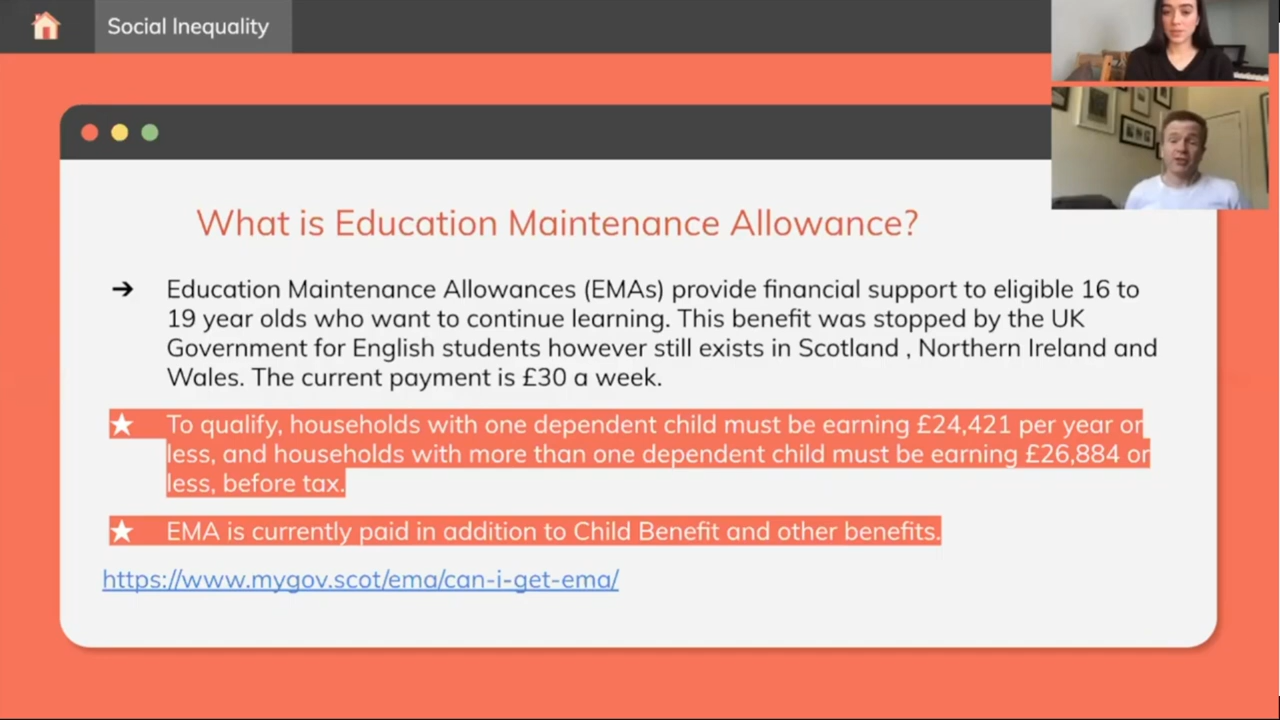 Social Inequality
What is Education Maintenance Allowance?
➔ Education Maintenance Allowances (EMAs) provide financial support to eligible 16 to
19 year olds who want to continue learning. This benefit was stopped by the UK
Government for English students however still exists in Scotland , Northern Ireland and
Wales. The current payment is £30 a week.
★ To qualify, households with one dependent child must be earning £24,421 per year or
less, and households with more than one dependent child must be earning £26,884 or
less, before tax.
★ EMA is currently paid in addition to Child Benefit and other benefits.
https://www.mygov.scot/ema/can-i-get-ema/